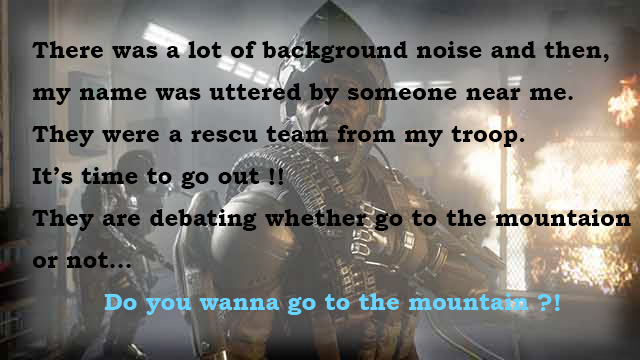 There was a lot of background noise and then,
my name was uttered by someone near me.
They were a rescu team from my troop.
It’s time to go out !!
They are debating whether go to the mountaion
or not...
Do you wanna go to the mountain ?!